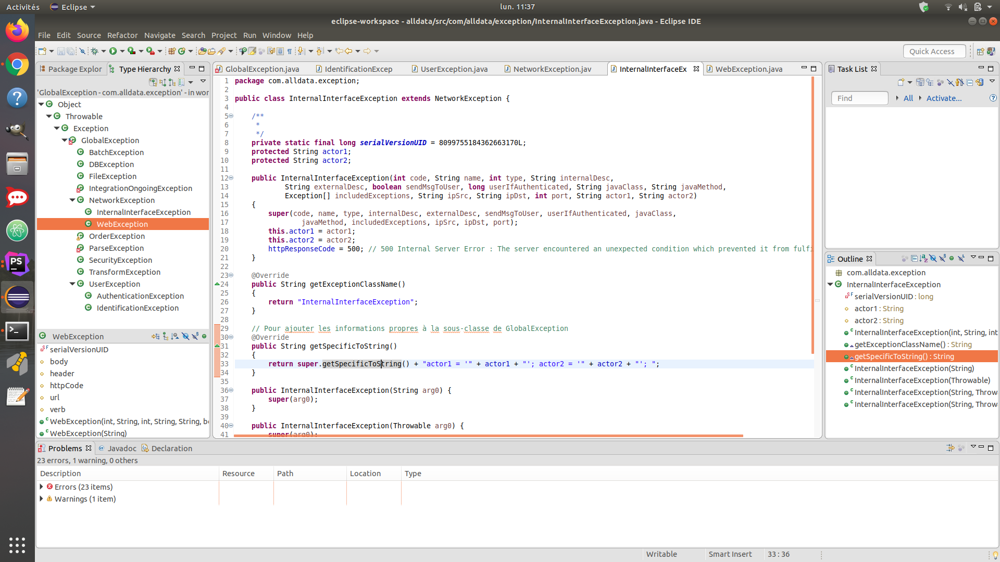 Activités
Eclipse
lun. 11:37
eclipse-workspace - alldata/src/com/alldata/exception/InternalInterfaceException.java - Eclipse IDE
File Edit Source Refactor Navigate Search Project Run Window Help
Quick Access
Package Explor
Type Hierarchy
'GlobalException - com.alldata.exception' - in wor
Object
Throwable
Exception
GlobalException
BatchException
DBException
FileException
IntegrationOngoingException
NetworkException
InternalInterfaceException
WebException
OrderException
ParseException
SecurityException
TransformException
UserException
AuthenticationException
IdentificationException
WebException
serialVersionUID
body
header
httpCode
url
verb
WebException(int, String, int, String, String, b
WebException(String)
GlobalException.java
IdentificationExcep
UserException.java
NetworkException.jav
InternalInterfaceEx
WebException.java
1 package com.alldata.exception;
2
3 public class InternalInterfaceException extends NetworkException {
4
5 /**
6 *
7 */
8 private static final long serialVersionUID = 8099755184362663170L;
9 protected String actor1;
10 protected String actor2;
11
12 public InternalInterfaceException(int code, String name, int type, String internalDesc,
13 String externalDesc, boolean sendMsgToUser, long userIfAuthenticated, String javaClass, String javaMethod,
14 Exception[] includedExceptions, String ipSrc, String ipDst, int port, String actor1, String actor2)
15 {
16 super(code, name, type, internalDesc, externalDesc, sendMsgToUser, userIfAuthenticated, javaClass,
17 javaMethod, includedExceptions, ipSrc, ipDst, port);
18 this.actor1 = actor1;
19 this.actor2 = actor2;
20 httpResponseCode = 500; // 500 Internal Server Error : The server encountered an unexpected condition which prevented it from fulfi
21 }
22
23 @Override
24 public String getExceptionClassName()
25 {
26 return "InternalInterfaceException";
27 }
28
29 // Pour ajouter les informations propres à la sous-classe de GlobalException
30 @Override
31 public String getSpecificToString()
32 {
33 return super.getSpecificToString() + "actor1 = '" + actor1 + "'; actor2 = '" + actor2 + "'; ";
34 }
35
36 public InternalInterfaceException(String arg0) {
37 super(arg0);
38 }
39
40 public InternalInterfaceException(Throwable arg0) {
41 super(arg0);
Task List
Find
All
Activate...
Outline
com.alldata.exception
InternalInterfaceException
serialVersionUID : long
actor1 : String
actor2 : String
InternalInterfaceException(int, String, int
getExceptionClassName() : String
getSpecificToString() : String
InternalInterfaceException(String)
InternalInterfaceException(Throwable)
InternalInterfaceException(String, Throw
InternalInterfaceException(String, Throw
Problems
Javadoc
Declaration
23 errors, 1 warning, 0 others
Description Resource Path Location Type
Errors (23 items)
Warnings (1 item)
Writable
Smart Insert
33 : 36
PS